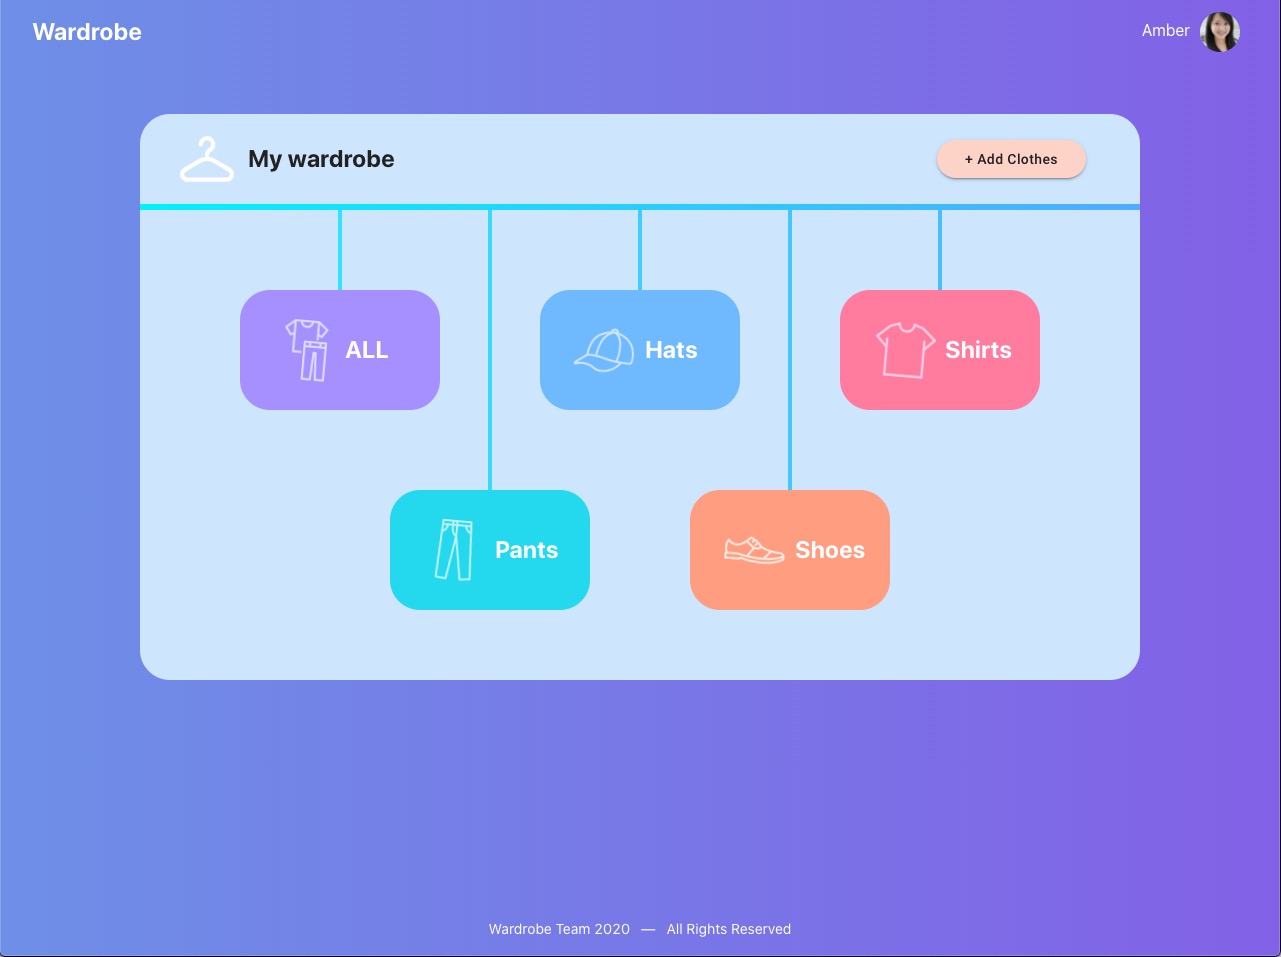 Wardrobe
Amber
My wardrobe
+ Add Clothes
ALL
Hats
Shirts
Pants
Shoes
Wardrobe Team 2020 — All Rights Reserved